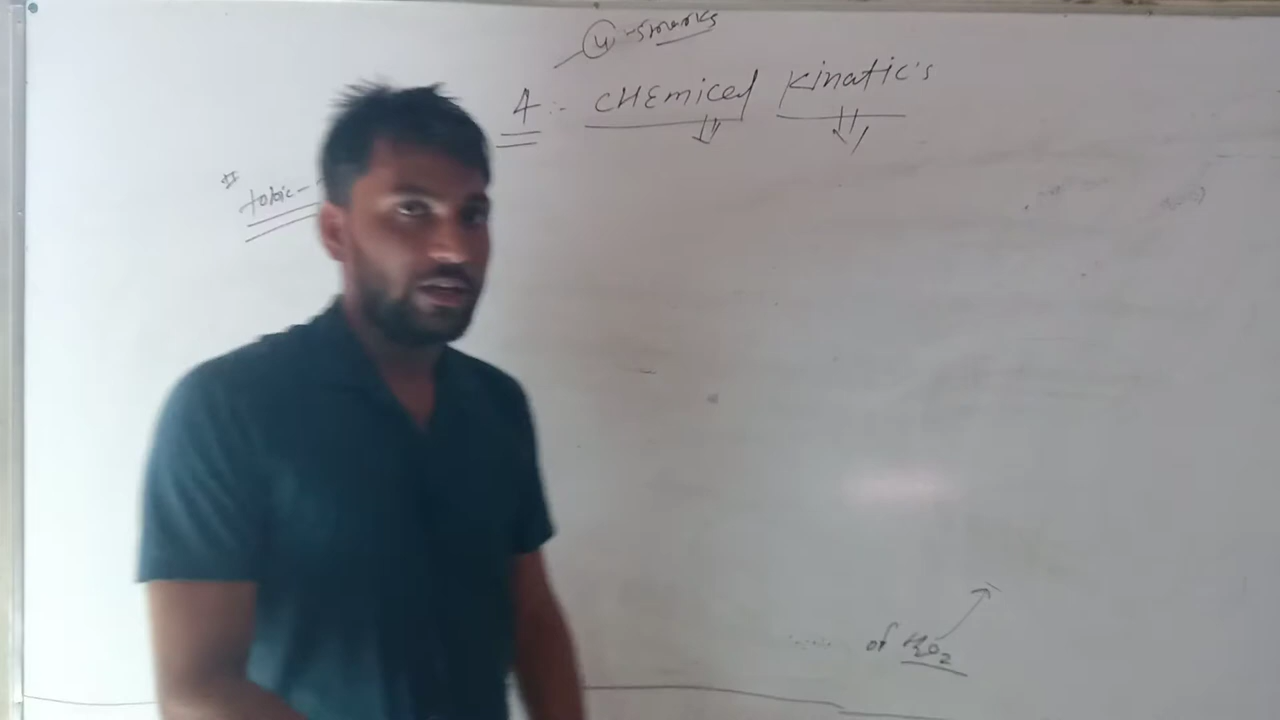 4 - 5marks
4 :- CHEmical Kinatic's
topic -
of H2O2